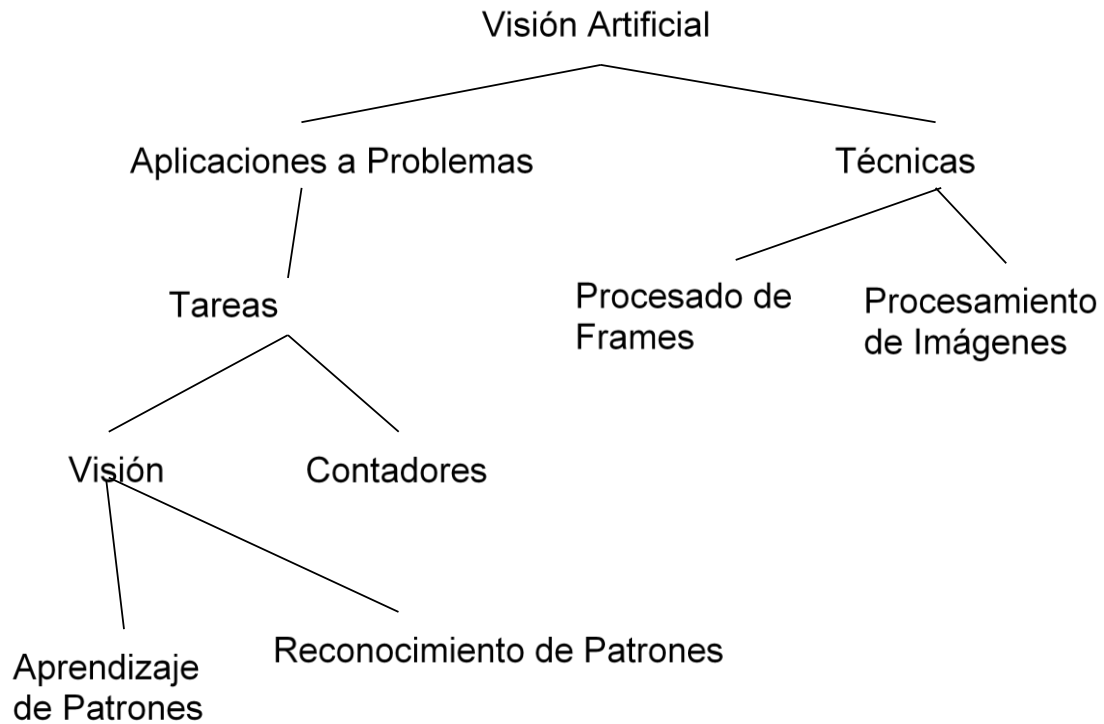 Visión Artificial
Aplicaciones a Problemas
Técnicas
Tareas
Procesado de
Frames
Procesamiento
de Imágenes
Visión
Contadores
Aprendizaje
de Patrones
Reconocimiento de Patrones